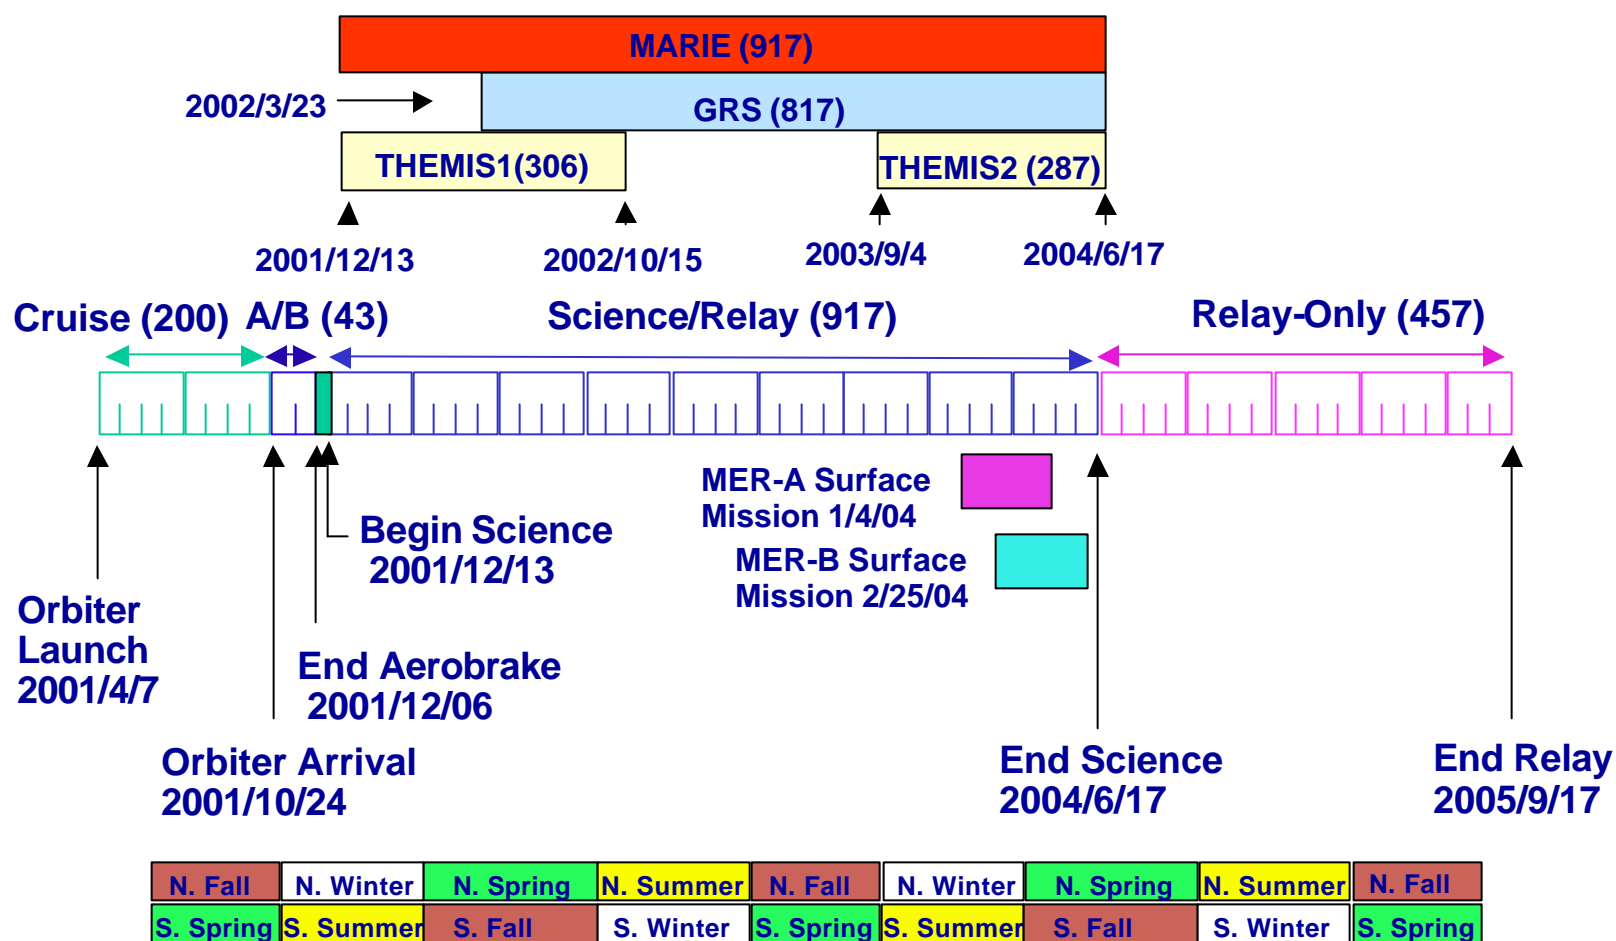 MARIE (917)
2002/3/23
GRS (817)
THEMIS1(306)
THEMIS2 (287)
2001/12/13
2002/10/15
2003/9/4
2004/6/17
Cruise (200)
A/B (43)
Science/Relay (917)
Relay-Only (457)
MER-A Surface
Mission 1/4/04
Begin Science
2001/12/13
MER-B Surface
Mission 2/25/04
Orbiter
Launch
2001/4/7
End Aerobrake
2001/12/06
Orbiter Arrival
2001/10/24
End Science
2004/6/17
End Relay
2005/9/17
N. Fall N. Winter N. Spring N. Summer N. Fall N. Winter N. Spring N. Summer N. Fall
S. Spring S. Summer S. Fall S. Winter S. Spring S. Summer S. Fall S. Winter S. Spring